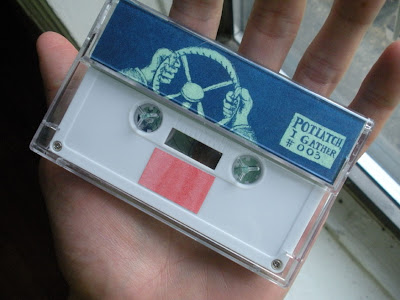 POTLATCH
I GATHER
#003